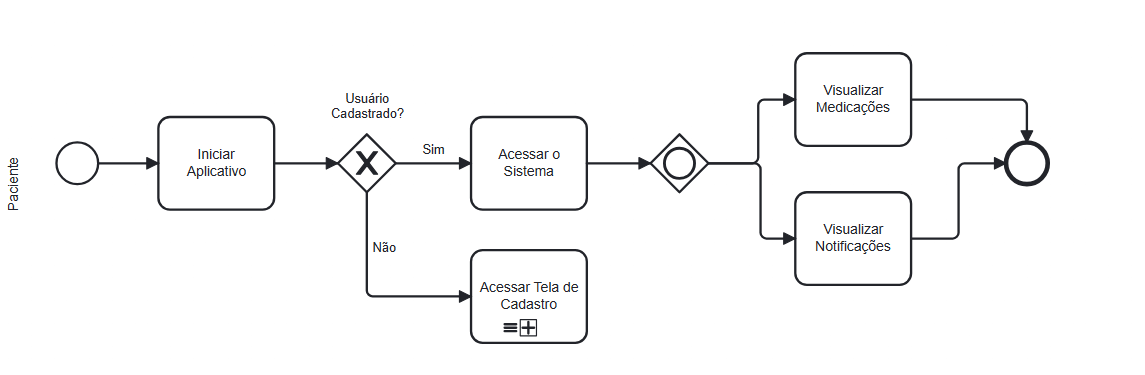 Paciente
Iniciar
Aplicativo
Usuário
Cadastrado?
Sim
Não
Acessar o
Sistema
Acessar Tela de
Cadastro
Visualizar
Medicações
Visualizar
Notificações